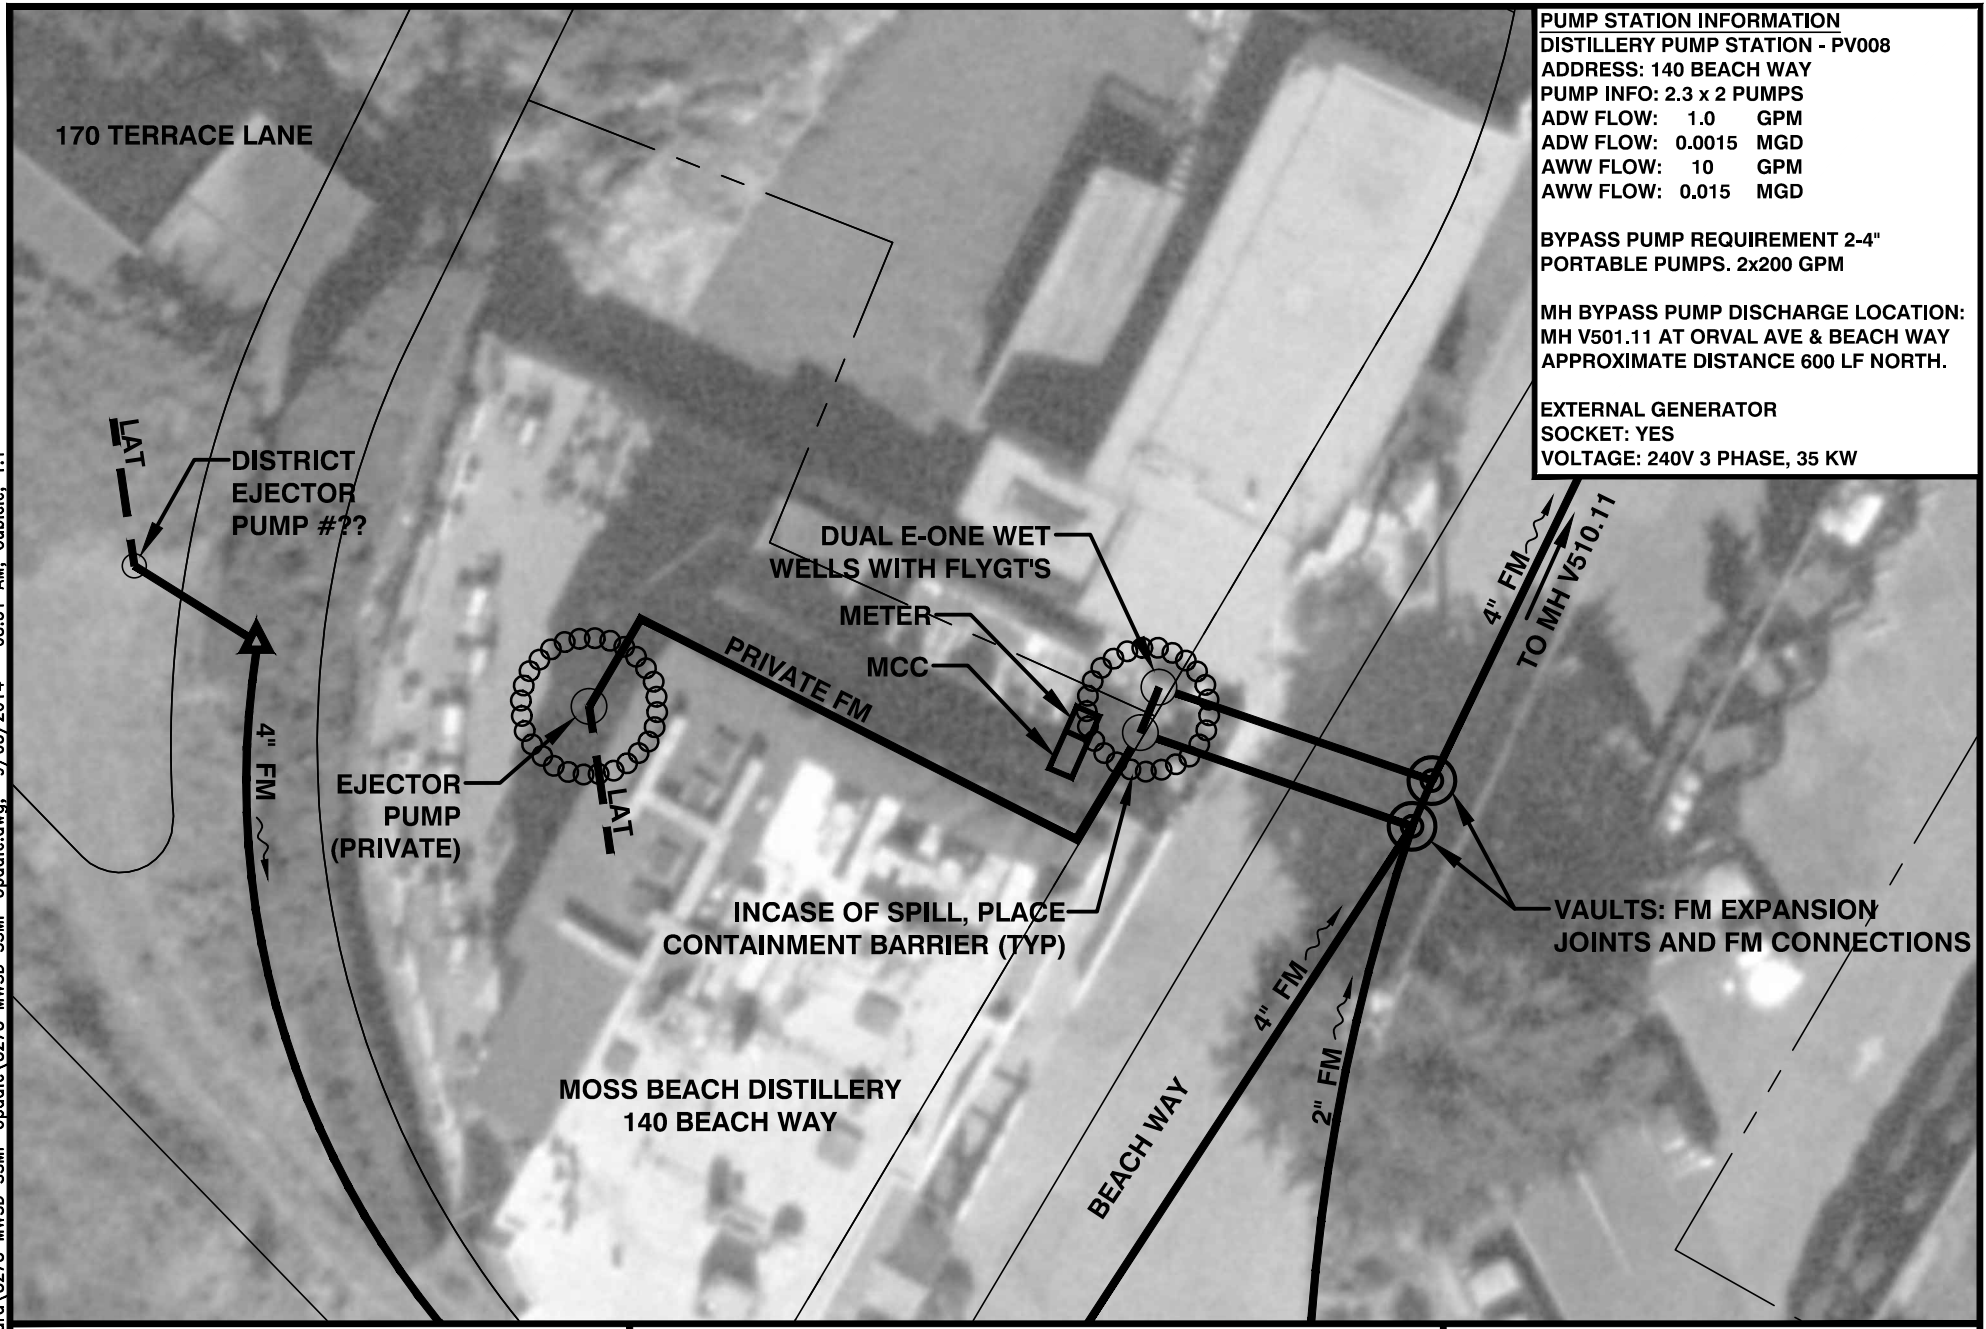 PUMP STATION INFORMATION
DISTILLERY PUMP STATION - PV008
ADDRESS: 140 BEACH WAY
PUMP INFO: 2.3 x 2 PUMPS
ADW FLOW: 1.0 GPM
ADW FLOW: 0.0015 MGD
AWW FLOW: 10 GPM
AWW FLOW: 0.015 MGD
BYPASS PUMP REQUIREMENT 2-4"
PORTABLE PUMPS. 2x200 GPM
MH BYPASS PUMP DISCHARGE LOCATION:
MH V501.11 AT ORVAL AVE & BEACH WAY
APPROXIMATE DISTANCE 600 LF NORTH.
EXTERNAL GENERATOR
SOCKET: YES
VOLTAGE: 240V 3 PHASE, 35 KW
170 TERRACE LANE
LAT
DISTRICT
EJECTOR
PUMP #??
4" FM
EJECTOR
PUMP
(PRIVATE)
LAT
PRIVATE FM
DUAL E-ONE WET
WELLS WITH FLYGT'S
METER
MCC
4" FM
TO MH V510.11
INCASE OF SPILL, PLACE
CONTAINMENT BARRIER (TYP)
VAULTS: FM EXPANSION
JOINTS AND FM CONNECTIONS
4" FM
2" FM
BEACH WAY
MOSS BEACH DISTILLERY
140 BEACH WAY